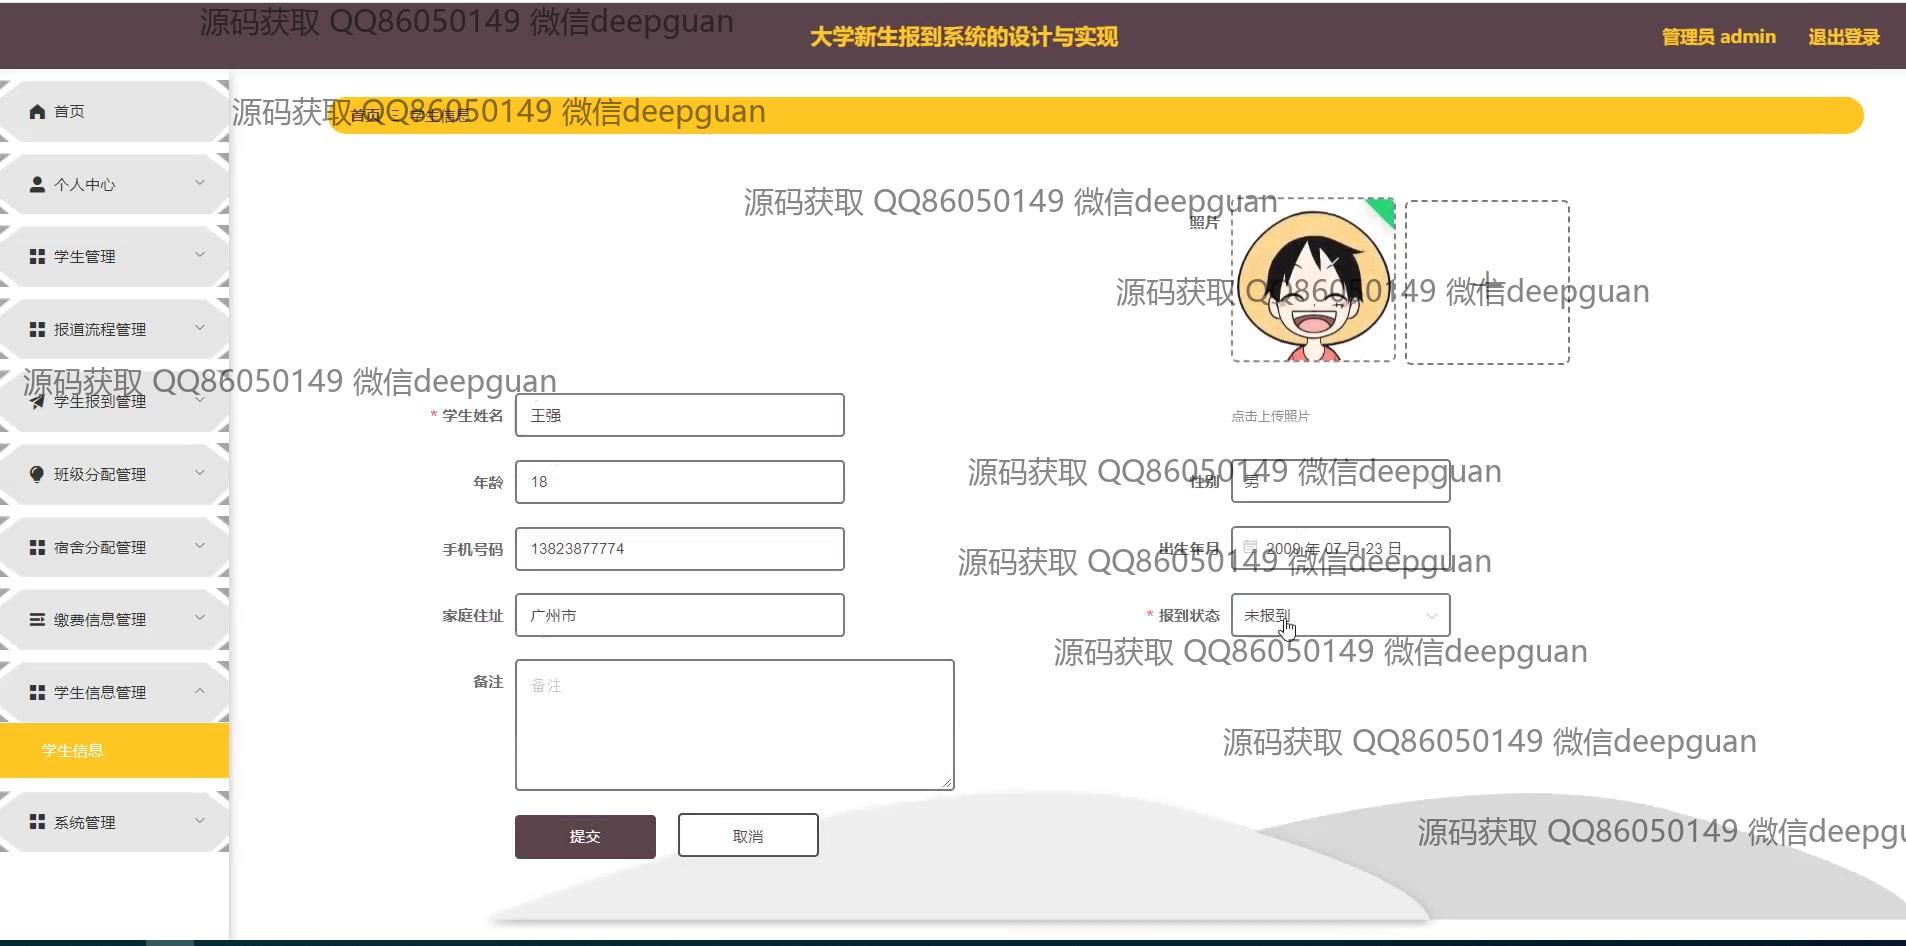 源码获取 QQ86050149 微信deepguan
大学新生报到系统的设计与实现
管理员 admin
退出登录
首页
源码获取 QQ86050149 微信deepguan
首页
学生信息
个人中心
源码获取 QQ86050149 微信deepguan
照片
学生管理
源码获取 QQ86050149 微信deepguan
报道流程管理
源码获取 QQ86050149 微信deepguan
学生报到管理
* 学生姓名
王强
点击上传照片
班级分配管理
年龄
18
源码获取 QQ86050149 微信deepguan
性别
男
宿舍分配管理
手机号码
13823877774
出生年月
2009 年 07 月 23 日
源码获取 QQ86050149 微信deepguan
缴费信息管理
家庭住址
广州市
* 报到状态
未报到
源码获取 QQ86050149 微信deepguan
学生信息管理
备注
备注
学生信息
源码获取 QQ86050149 微信deepguan
系统管理
提交
取消
源码获取 QQ86050149 微信deepgu